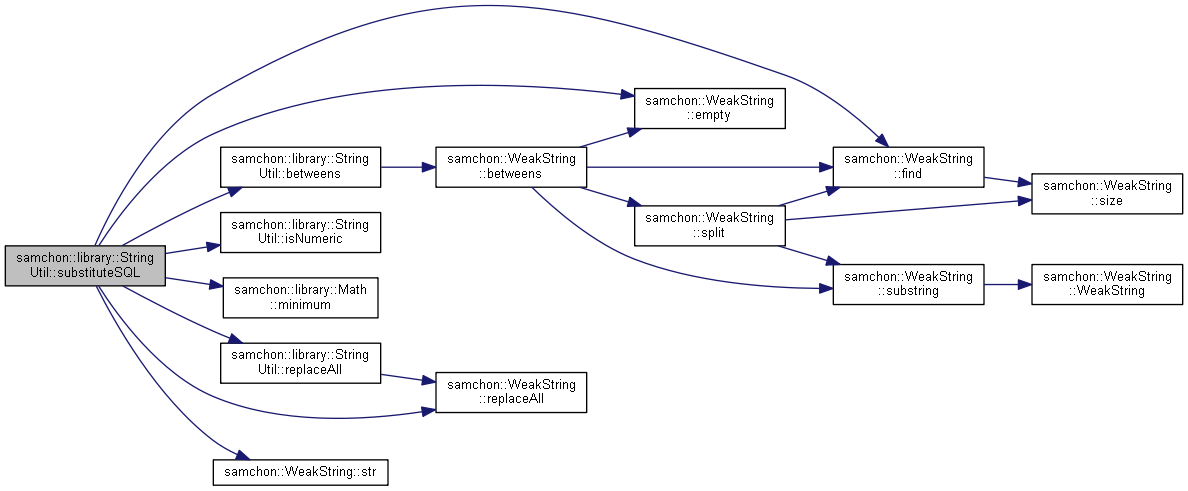 samchon::library::String
Util::substituteSQL
samchon::library::String
Util::betweens
samchon::library::String
Util::isNumeric
samchon::library::Math
::minimum
samchon::library::String
Util::replaceAll
samchon::WeakString::str
samchon::WeakString
::betweens
samchon::WeakString
::replaceAll
samchon::WeakString
::empty
samchon::WeakString
::split
samchon::WeakString
::find
samchon::WeakString
::substring
samchon::WeakString
::size
samchon::WeakString
::WeakString